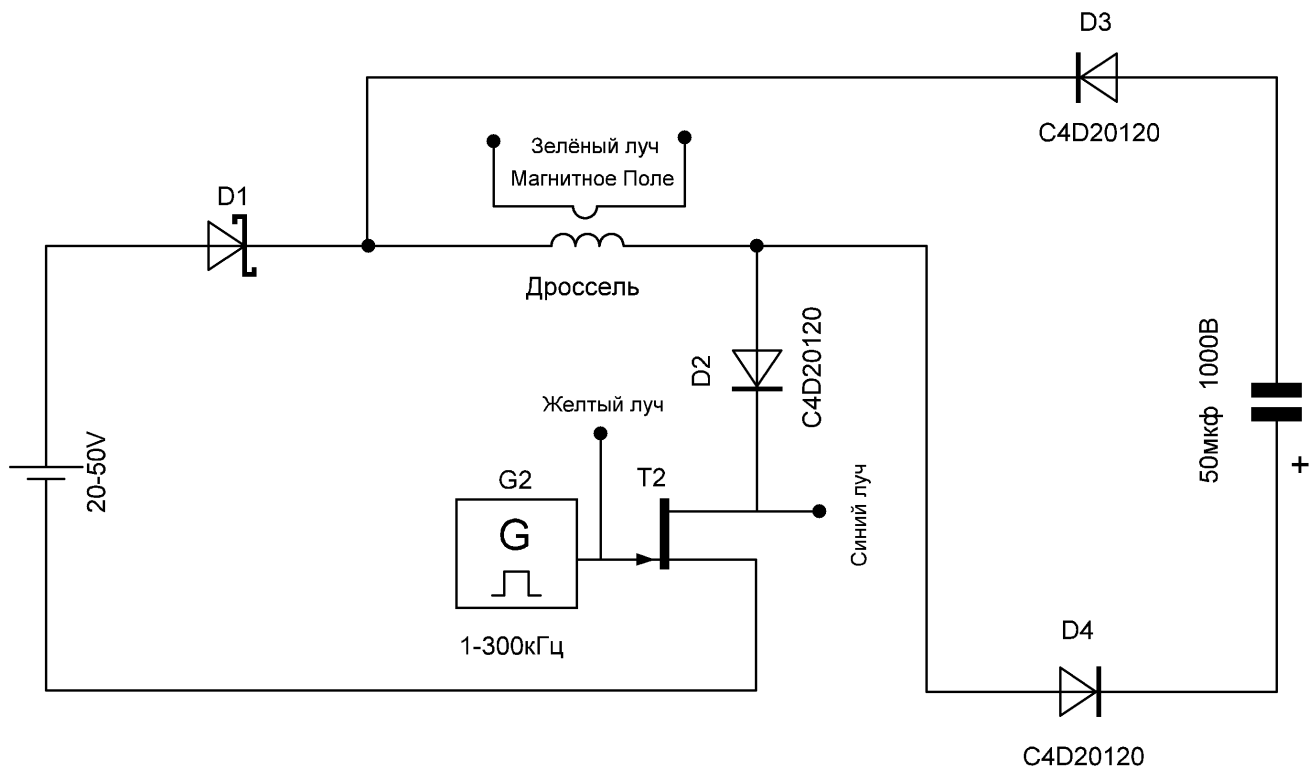 D3
C4D20120
Зелёный луч
Магнитное Поле
D1
Дроссель
D2
C4D20120
50мкф 1000В
+
20-50V
Желтый луч
G2
T2
G
Синий луч
1-300кГц
D4
C4D20120